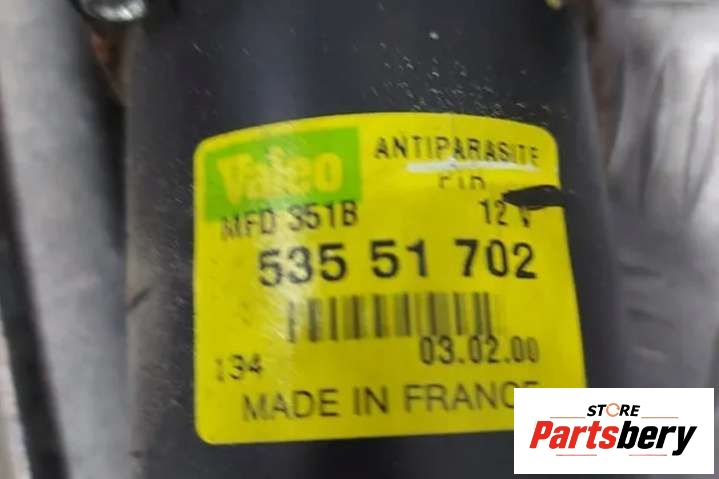 Valeo
ANTIPARASITE
MFD 351B
12 V
535 51 702
134
03.02.00
MADE IN FRANCE
STORE
Partsbery